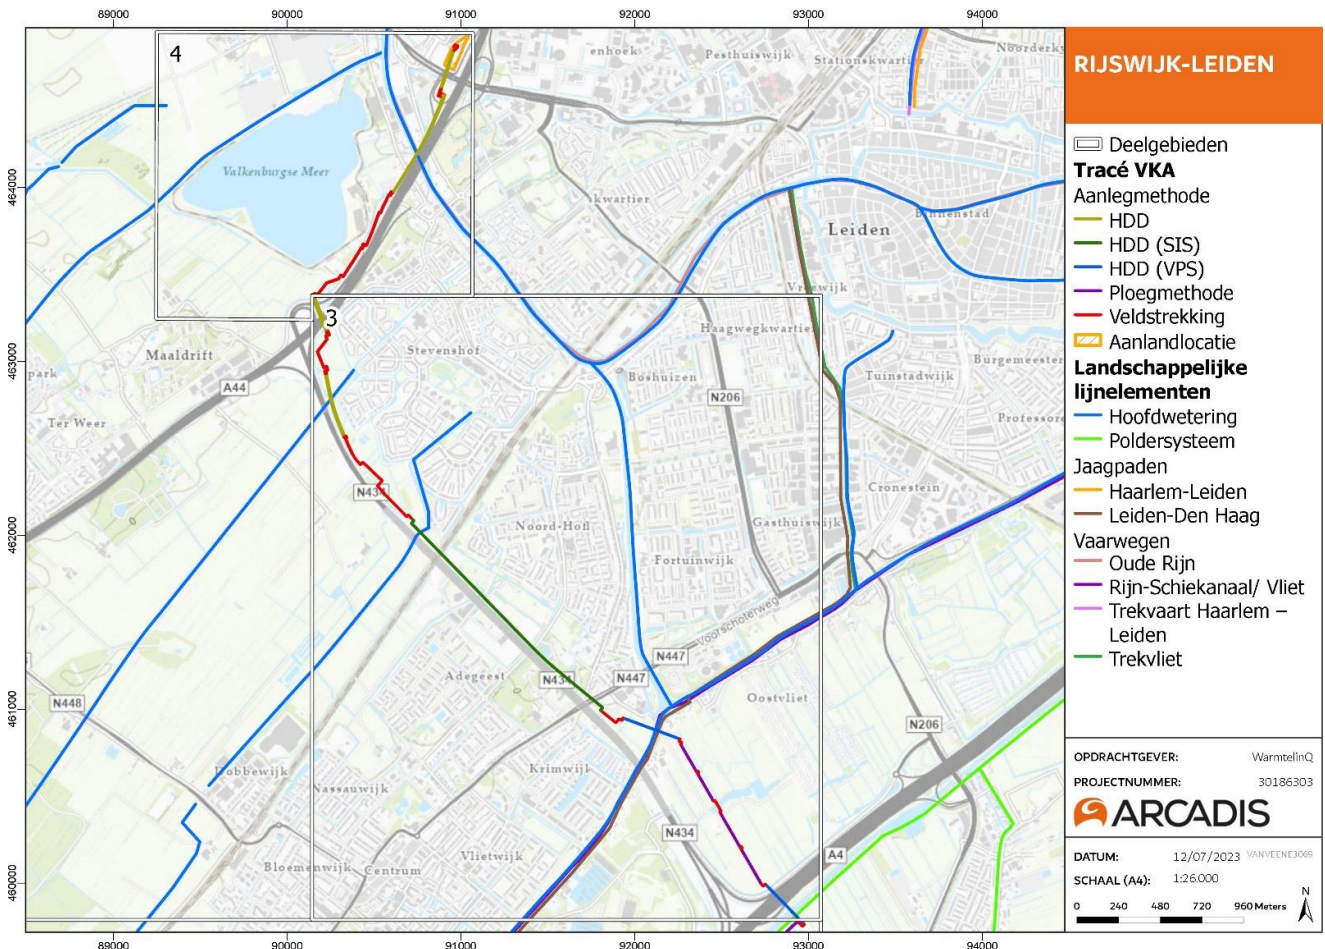 89000 90000 91000 92000 93000 94000
RIJSWIJK-LEIDEN
Deelgebieden
Tracé VKA
Aanlegmethode
HDD
HDD (SIS)
HDD (VPS)
Ploegmethode
Veldstrekking
Aanlandlocatie
Landschappelijke
lijnelementen
Hoofdwetering
Poldersysteem
Jaagpaden
Haarlem-Leiden
Leiden-Den Haag
Vaarwegen
Oude Rijn
Rijn-Schiekanaal/ Vliet
Trekvaart Haarlem –
Leiden
Trekvliet
OPDRACHTGEVER: WarmtelinQ
PROJECTNUMMER: 30186303
ARCADIS
DATUM: 12/07/2023 VANVEENE3069
SCHAAL (A4): 1:26.000
0 240 480 720 960 Meters
N
4
enhoek
Pesthuiswijk
Stationskwartier
Noorderkw
Valkenburgse Meer
464000
kwartier
Binnenstad
Leiden
Vreewijk
3
Haagwegkwartier
Maaldrift
Stevenshof
463000
Burgemeester
park
Boshuizen
Tuinstadwijk
A44
N206
Ter Weer
Professore
N434
Cronestein
Noord-Hofl
Gasthuiswijk
462000
Fortuinwijk
Voorschoterweg
N447
Adegeest
N434
N447
Oostvliet
N448
461000
N206
Dobbewijk
Krimwijk
Nassauwijk
N434
Vlietwijk
A4
Bloemenwijk
Centrum
460000
89000 90000 91000 92000 93000 94000